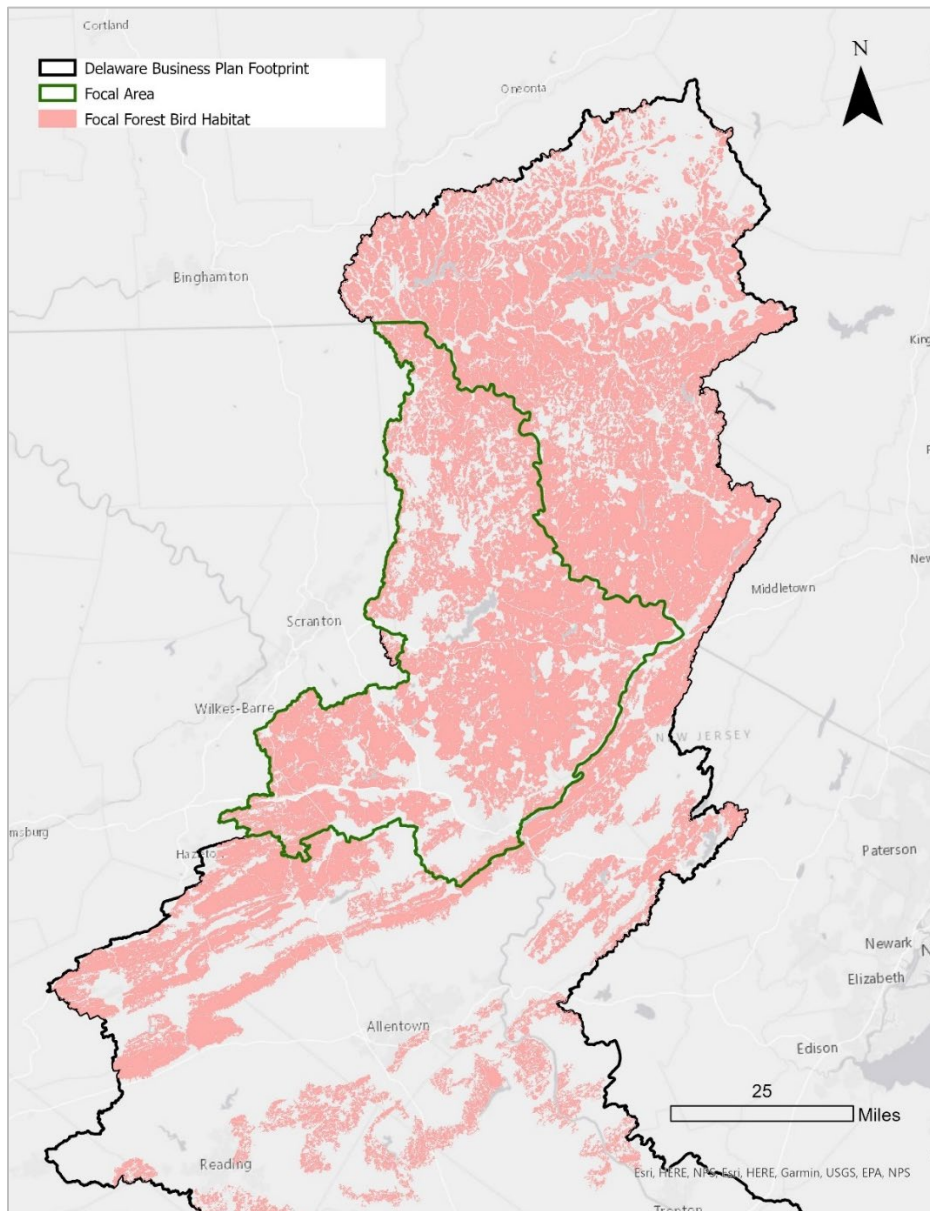 Cortland
Delaware Business Plan Footprint
Focal Area
Focal Forest Bird Habitat
N
Oneonta
Binghamton
King
Middletown
New
Scranton
Wilkes-Barre
NEW JERSEY
msburg
Hazleto
Paterson
Newark
N
Elizabeth
Allentown
Edison
25
Miles
Reading
Esri, HERE, NPS, Esri, HERE, Garmin, USGS, EPA, NPS
Trenton